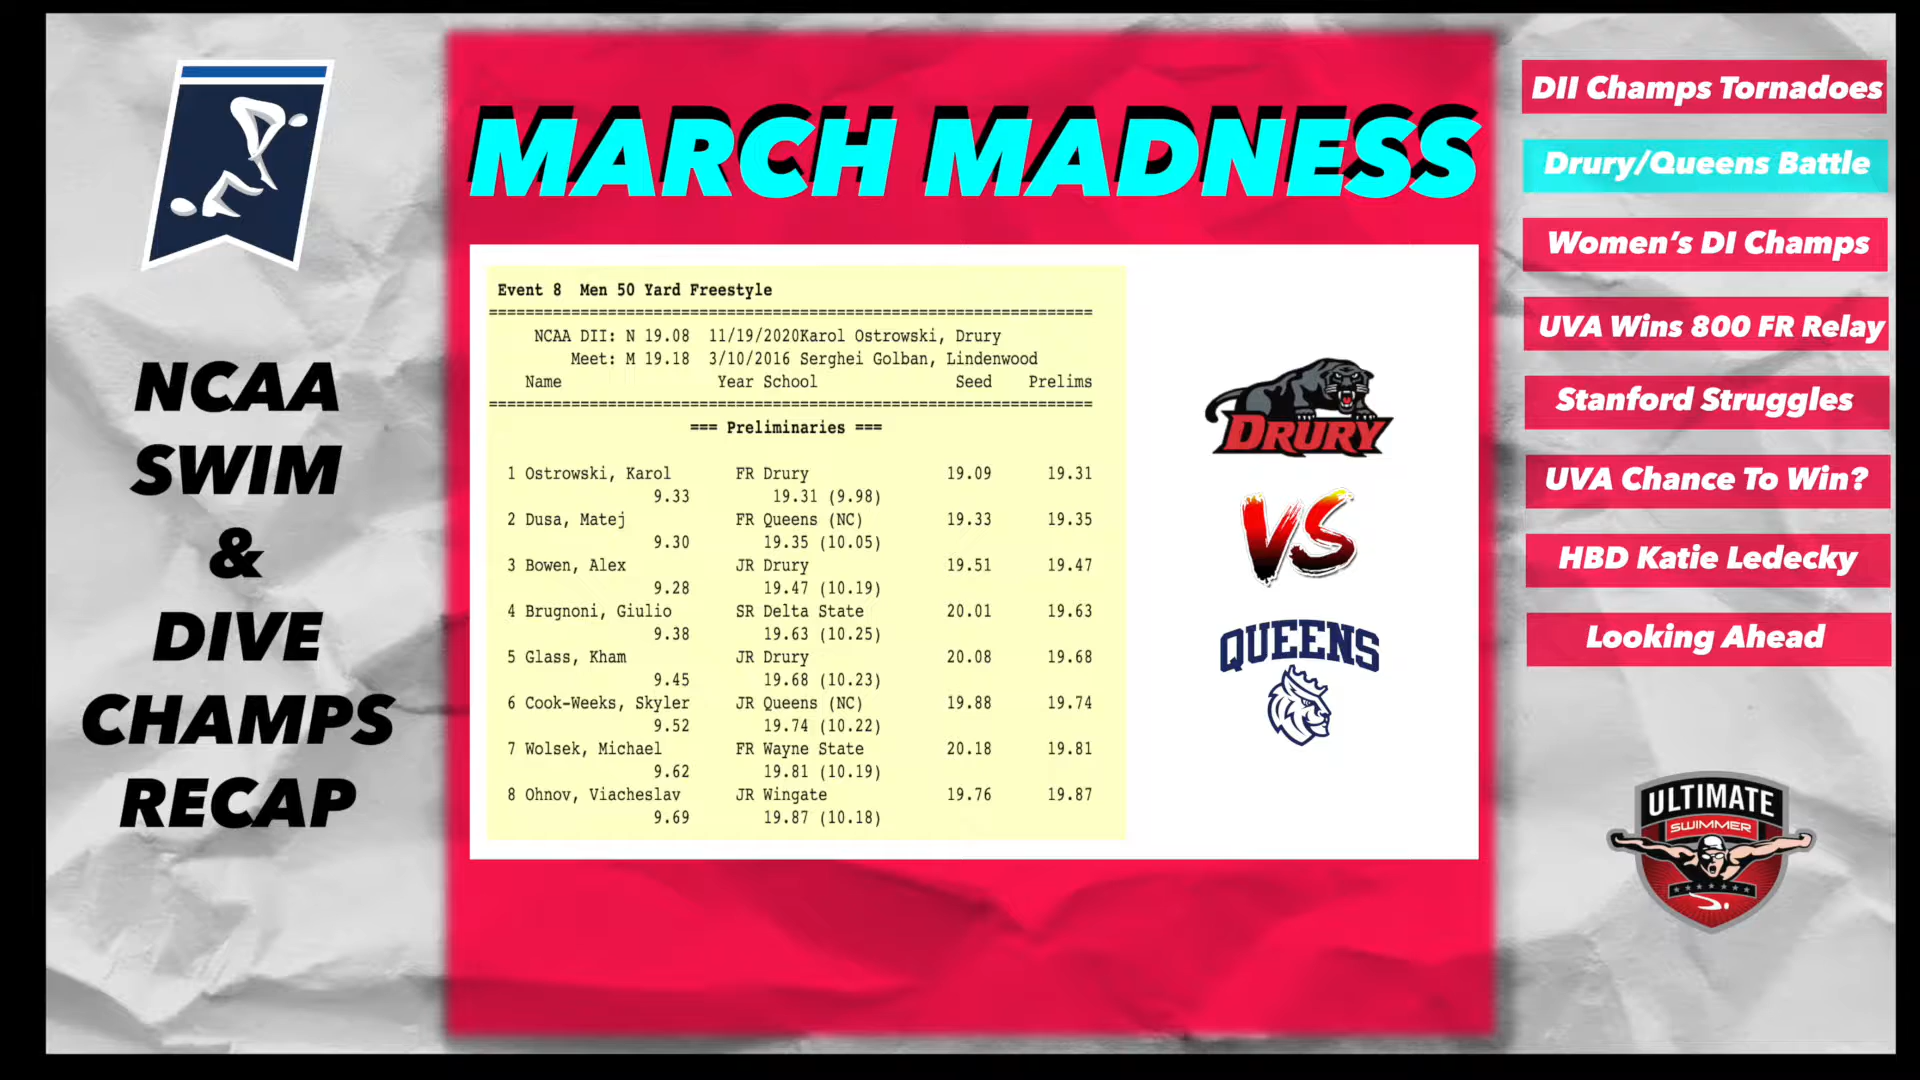 NCAA
SWIM
&
DIVE
CHAMPS
RECAP
MARCH MADNESS
Event 8 Men 50 Yard Freestyle
===================================================================
NCAA DII: N 19.08 11/19/2020Karol Ostrowski, Drury
Meet: M 19.18 3/10/2016 Serghei Golban, Lindenwood
Name Year School Seed Prelims
===================================================================
=== Preliminaries ===
1 Ostrowski, Karol FR Drury 19.09 19.31
9.33 19.31 (9.98)
2 Dusa, Matej FR Queens (NC) 19.33 19.35
9.30 19.35 (10.05)
3 Bowen, Alex JR Drury 19.51 19.47
9.28 19.47 (10.19)
4 Brugnoni, Giulio SR Delta State 20.01 19.63
9.38 19.63 (10.25)
5 Glass, Kham JR Drury 20.08 19.68
9.45 19.68 (10.23)
6 Cook-Weeks, Skyler JR Queens (NC) 19.88 19.74
9.52 19.74 (10.22)
7 Wolsek, Michael FR Wayne State 20.18 19.81
9.62 19.81 (10.19)
8 Ohnov, Viacheslav JR Wingate 19.76 19.87
9.69 19.87 (10.18)
DRURY
VS
QUEENS
DII Champs Tornadoes
Drury/Queens Battle
Women's DI Champs
UVA Wins 800 FR Relay
Stanford Struggles
UVA Chance To Win?
HBD Katie Ledecky
Looking Ahead
ULTIMATE
SWIMMER